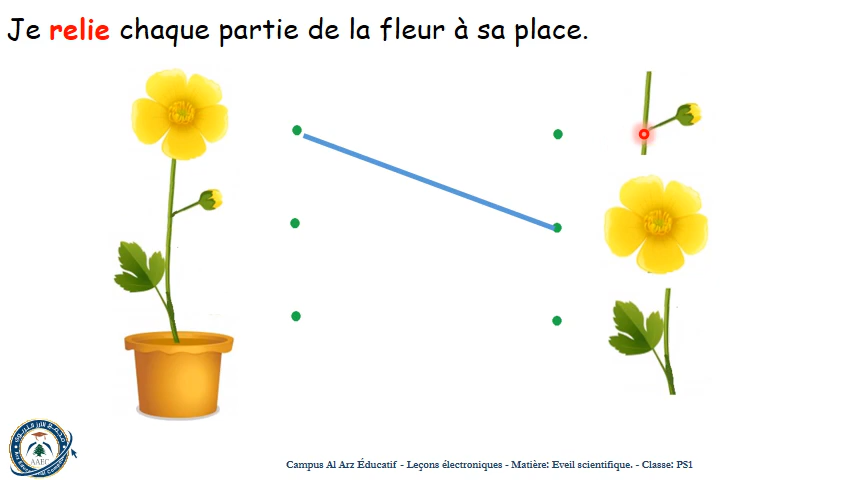 Je relie chaque partie de la fleur à sa place.
AAEC
Campus Al Arz Éducatif - Leçons électroniques - Matière: Eveil scientifique. - Classe: PS1